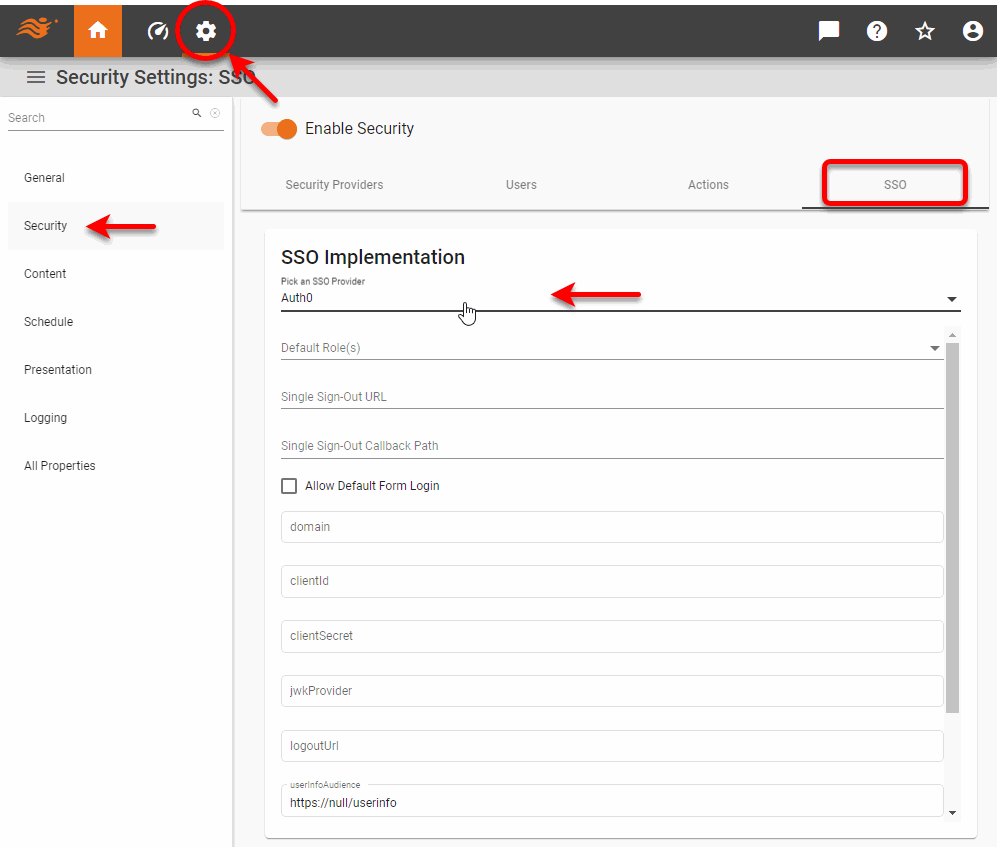 Security Settings: SSO
Search
Enable Security
General
Security Providers
Users
Actions
SSO
Security
SSO Implementation
Content
Pick an SSO Provider
Auth0
Schedule
Default Role(s)
Presentation
Single Sign-Out URL
Logging
Single Sign-Out Callback Path
All Properties
Allow Default Form Login
domain
clientId
clientSecret
jwkProvider
logoutUrl
userInfoAudience
https://null/userinfo